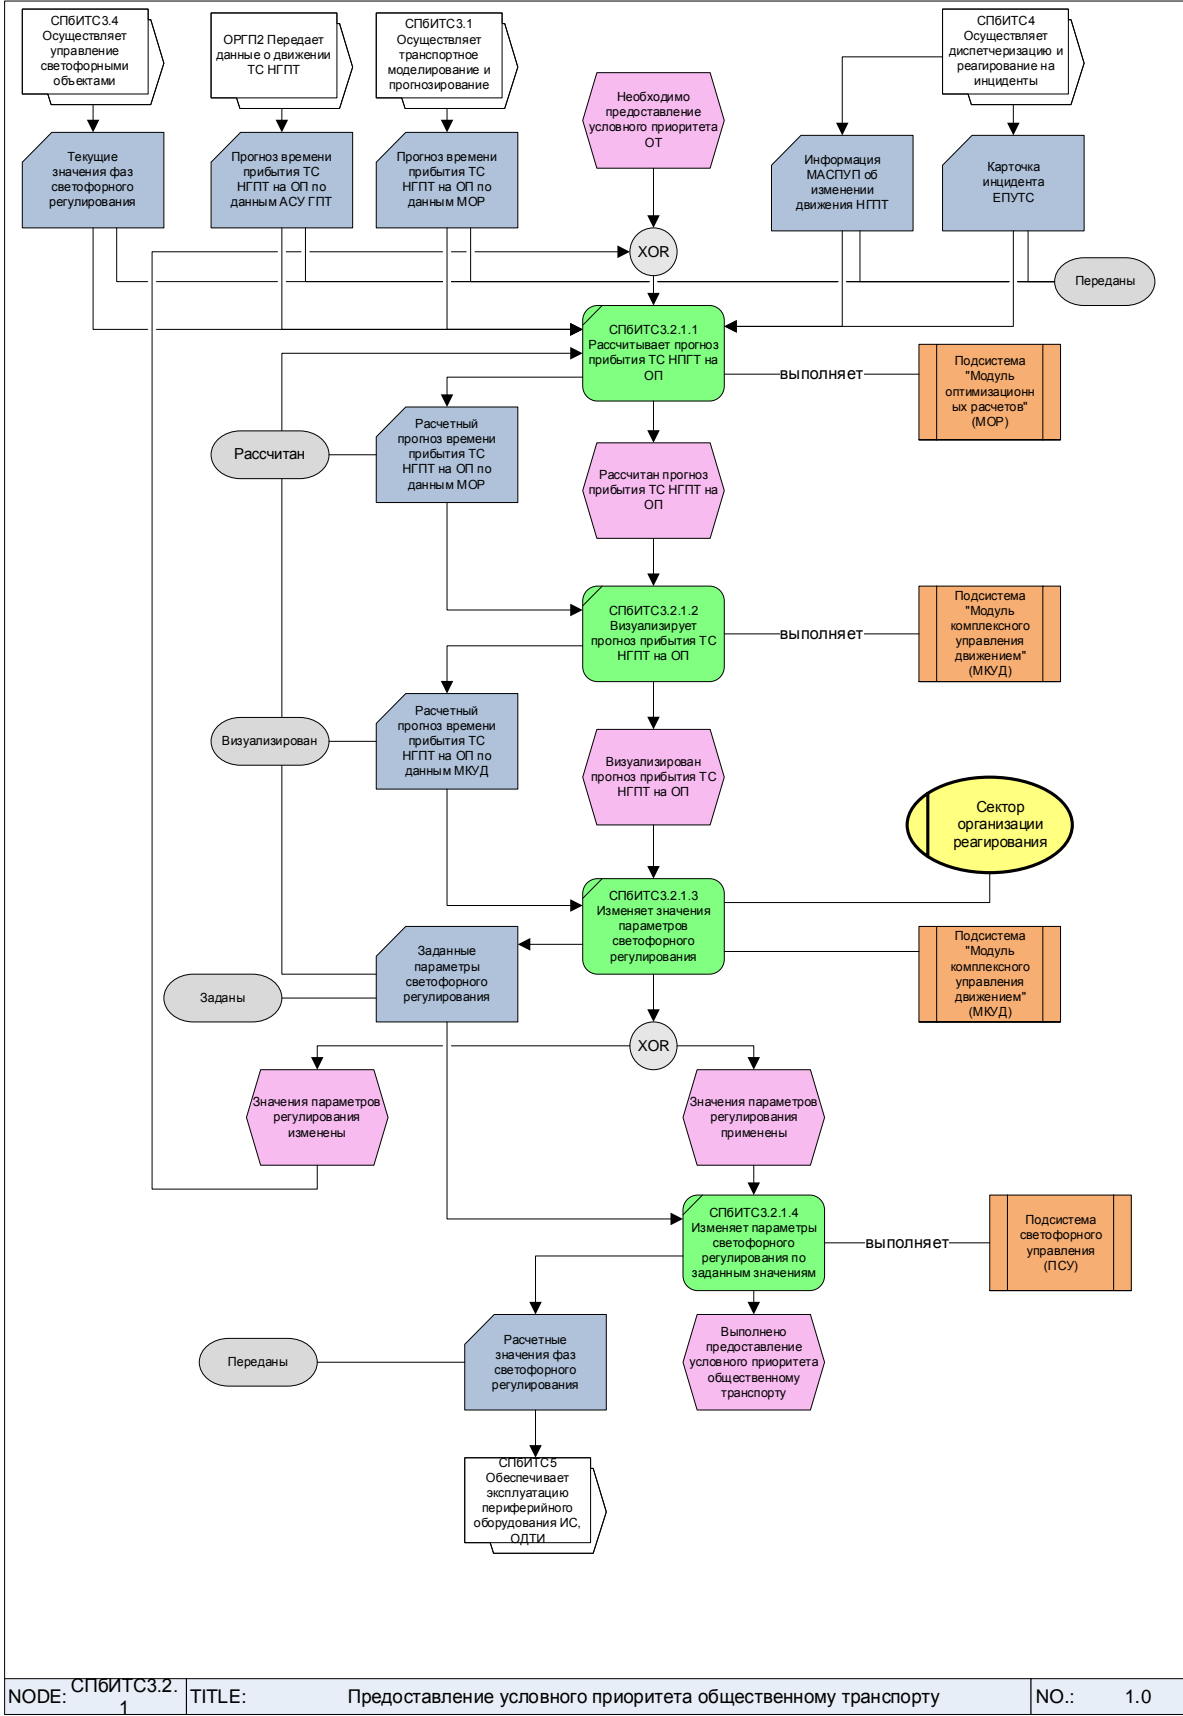 СПбИТС3.4
Осуществляет
управление
светофорными
объектами
ОРГП2 Передает
данные о движении
ТС НГПТ
СПбИТС3.1
Осуществляет
транспортное
моделирование и
прогнозирование
СПбИТС4
Осуществляет
диспетчеризацию и
реагирование на
инциденты
Необходимо
предоставление
условного приоритета
ОТ
Текущие
значения фаз
светофорного
регулирования
Прогноз времени
прибытия ТС
НГПТ на ОП по
данным АСУ ГПТ
Прогноз времени
прибытия ТС
НГПТ на ОП по
данным МОР
Информация
МАСПУП об
изменении
движения НГПТ
Карточка
инцидента
ЕПУТС
XOR
Переданы
СПбИТС3.2.1.1
Рассчитывает прогноз
прибытия ТС НПГТ на
ОП
выполняет
Подсистема
"Модуль
оптимизационн
ых расчетов"
(МОР)
Расчетный
прогноз времени
прибытия ТС
НГПТ на ОП по
данным МОР
Рассчитан
Рассчитан прогноз
прибытия ТС НГПТ на
ОП
СПбИТС3.2.1.2
Визуализирует
прогноз прибытия ТС
НГПТ на ОП
выполняет
Подсистема
"Модуль
комплексного
управления
движением"
(МКУД)
Расчетный
прогноз времени
прибытия ТС
НГПТ на ОП по
данным МКУД
Визуализирован
Визуализирован
прогноз прибытия ТС
НГПТ на ОП
Сектор
организации
реагирования
СПбИТС3.2.1.3
Изменяет значения
параметров
светофорного
регулирования
Заданные
параметры
светофорного
регулирования
Заданы
Подсистема
"Модуль
комплексного
управления
движением"
(МКУД)
XOR
Значения параметров
регулирования
изменены
Значения параметров
регулирования
применены
СПбИТС3.2.1.4
Изменяет параметры
светофорного
регулирования по
заданным значениям
выполняет
Подсистема
светофорного
управления
(ПСУ)
Расчетные
значения фаз
светофорного
регулирования
Переданы
Выполнено
предоставление
условного приоритета
общественному
транспорту
СПбИТС5
Обеспечивает
эксплуатацию
периферийного
оборудования ИС,
ОДТИ
NODE: СПбИТС3.2.
1
TITLE: Предоставление условного приоритета общественному транспорту
NO.: 1.0